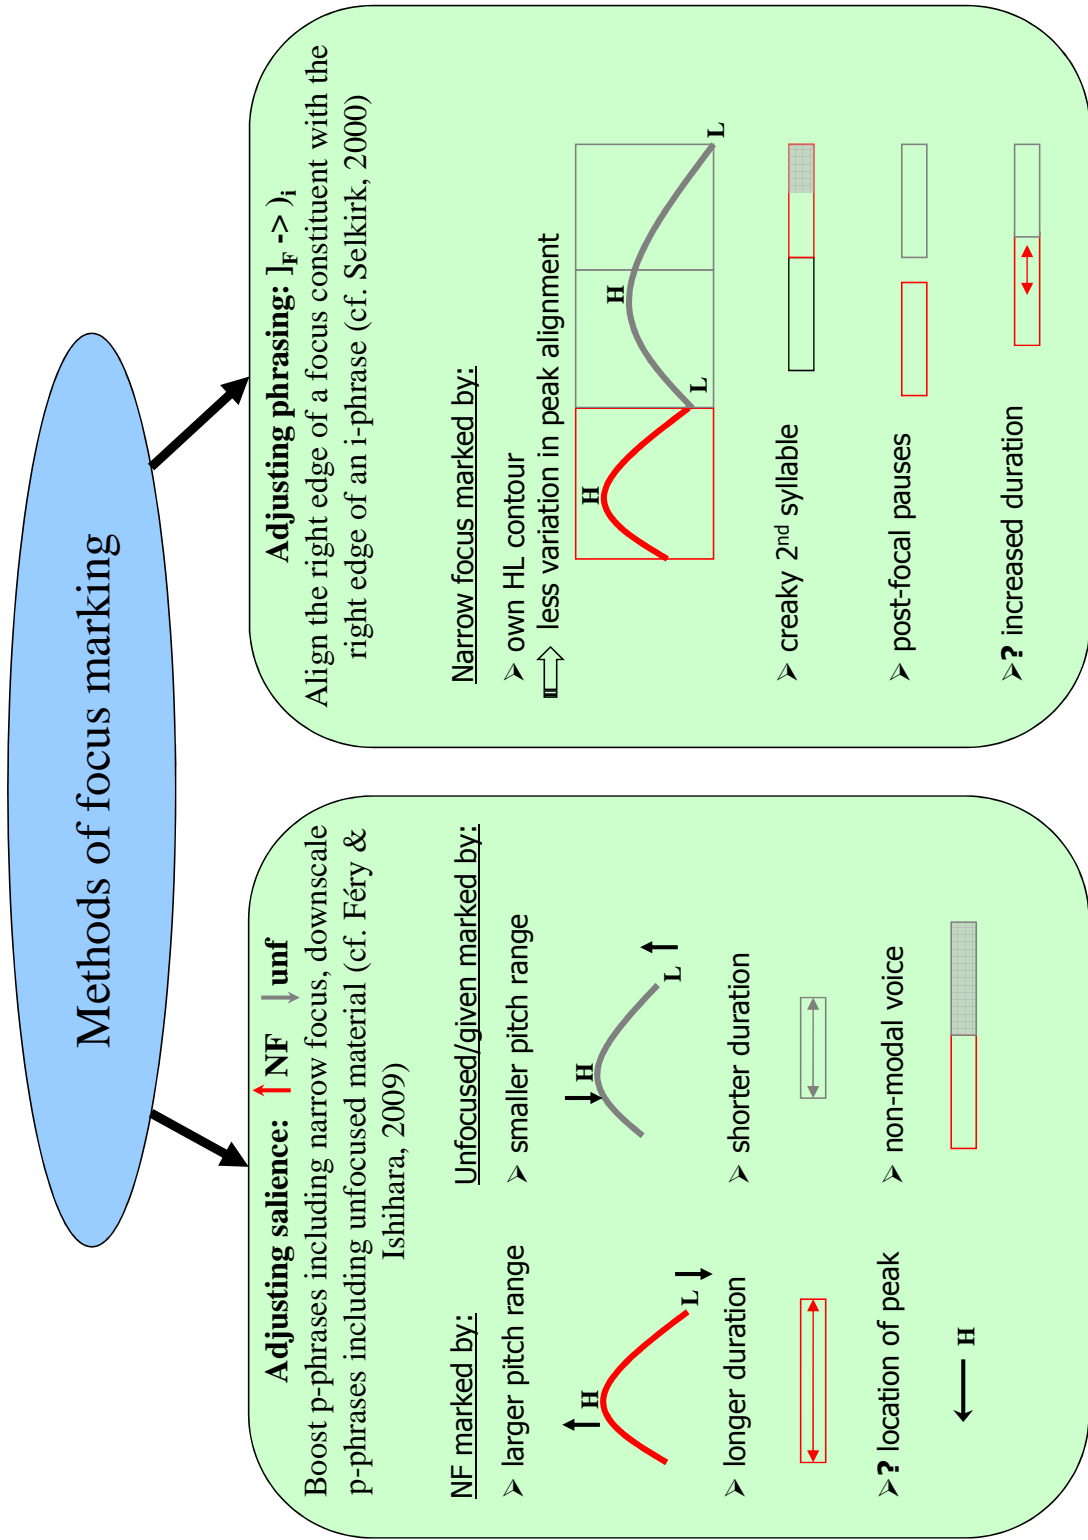 Methods of focus marking
Adjusting salience: NF unf
Boost p-phrases including narrow focus, downscale
p-phrases including unfocused material (cf. Féry &
Ishihara, 2009)
NF marked by:
➢ larger pitch range
H
L
➢ longer duration
➢? location of peak
H
Unfocused/given marked by:
➢ smaller pitch range
H
L
➢ shorter duration
➢ non-modal voice
Adjusting phrasing: ]F -> )i
Align the right edge of a focus constituent with the
right edge of an i-phrase (cf. Selkirk, 2000)
Narrow focus marked by:
➢ own HL contour
less variation in peak alignment
H
L
H
L
➢ creaky 2nd syllable
➢ post-focal pauses
➢? increased duration